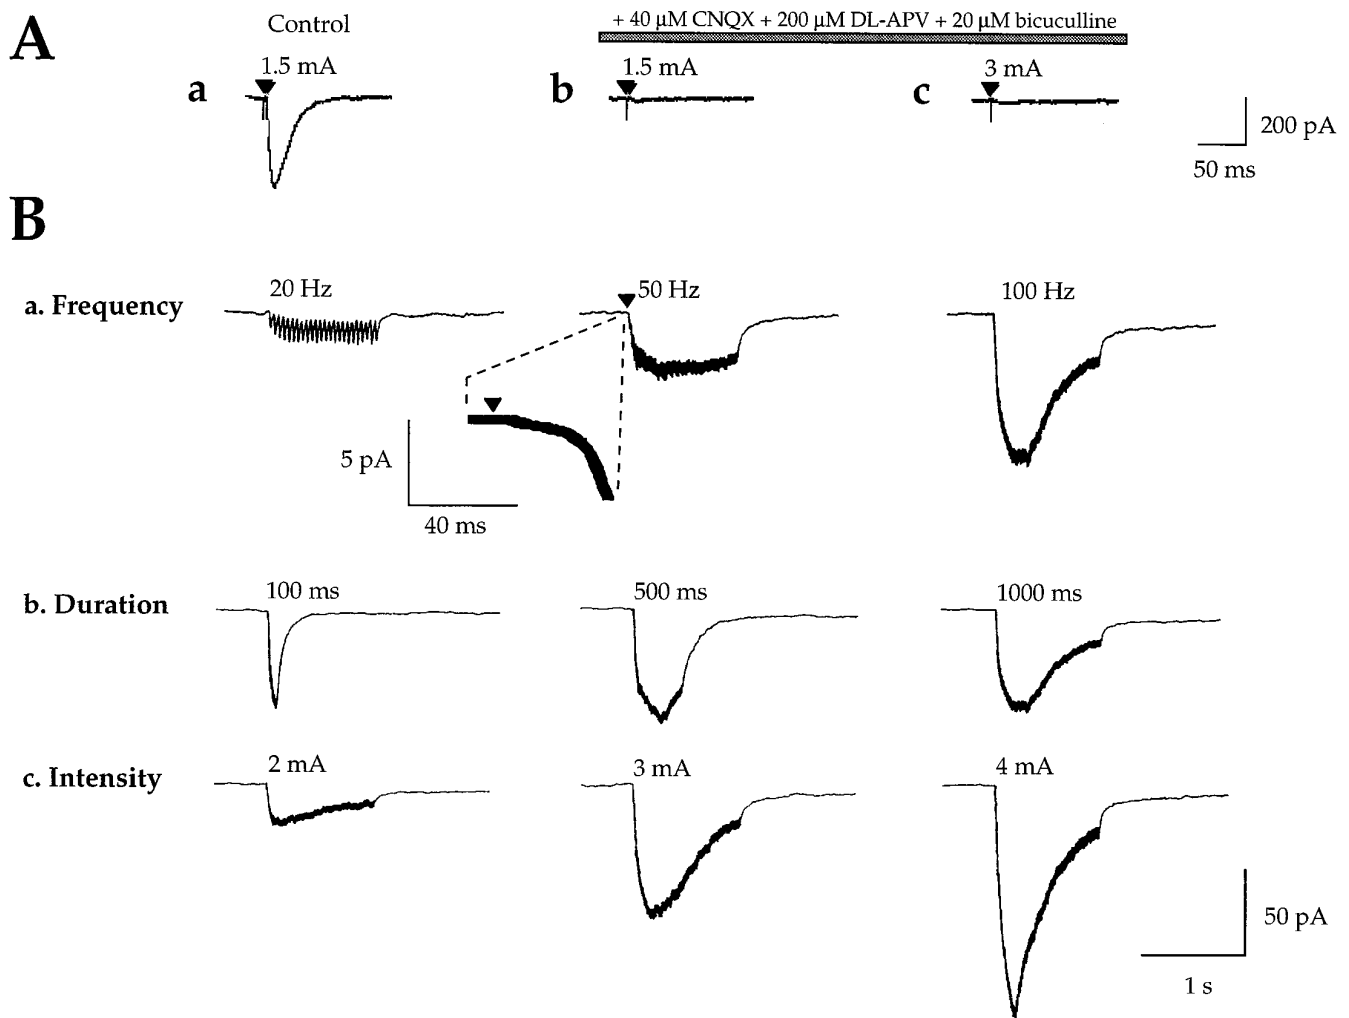 A
Control
+ 40 µM CNQX + 200 µM DL-APV + 20 µM bicuculline
a
1.5 mA
b
1.5 mA
c
3 mA
200 pA
50 ms
B
a. Frequency
20 Hz
50 Hz
100 Hz
5 pA
40 ms
b. Duration
100 ms
500 ms
1000 ms
c. Intensity
2 mA
3 mA
4 mA
50 pA
1 s